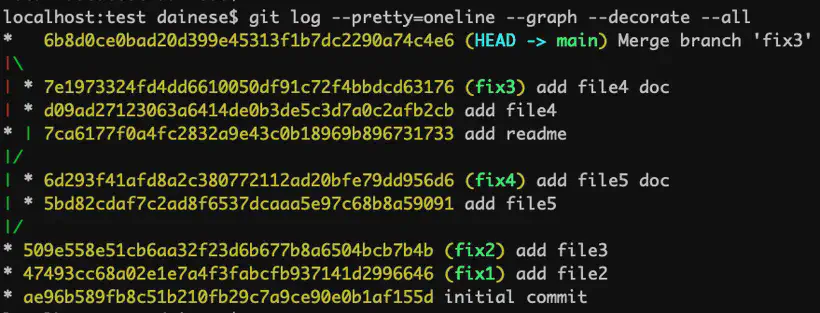 localhost:test dainese$ git log --pretty=oneline --graph --decorate --all
*   6b8d0ce0bad20d399e45313f1b7dc2290a74c4e6 (HEAD -> main) Merge branch 'fix3'
|\
| * 7e1973324fd4dd6610050df91c72f4bbdcd63176 (fix3) add file4 doc
| * d09ad27123063a6414de0b3de5c3d7a0c2afb2cb add file4
* | 7ca6177f0a4fc2832a9e43c0b18969b896731733 add readme
|/
| * 6d293f41afd8a2c380772112ad20bfe79dd956d6 (fix4) add file5 doc
| * 5bd82cdaf7c2ad8f6537dcaaa5e97c68b8a59091 add file5
|/
* 509e558e51cb6aa32f23d6b677b8a6504bcb7b4b (fix2) add file3
* 47493cc68a02e1e7a4f3fabcfb937141d2996646 (fix1) add file2
* ae96b589fb8c51b210fb29c7a9ce90e0b1af155d initial commit